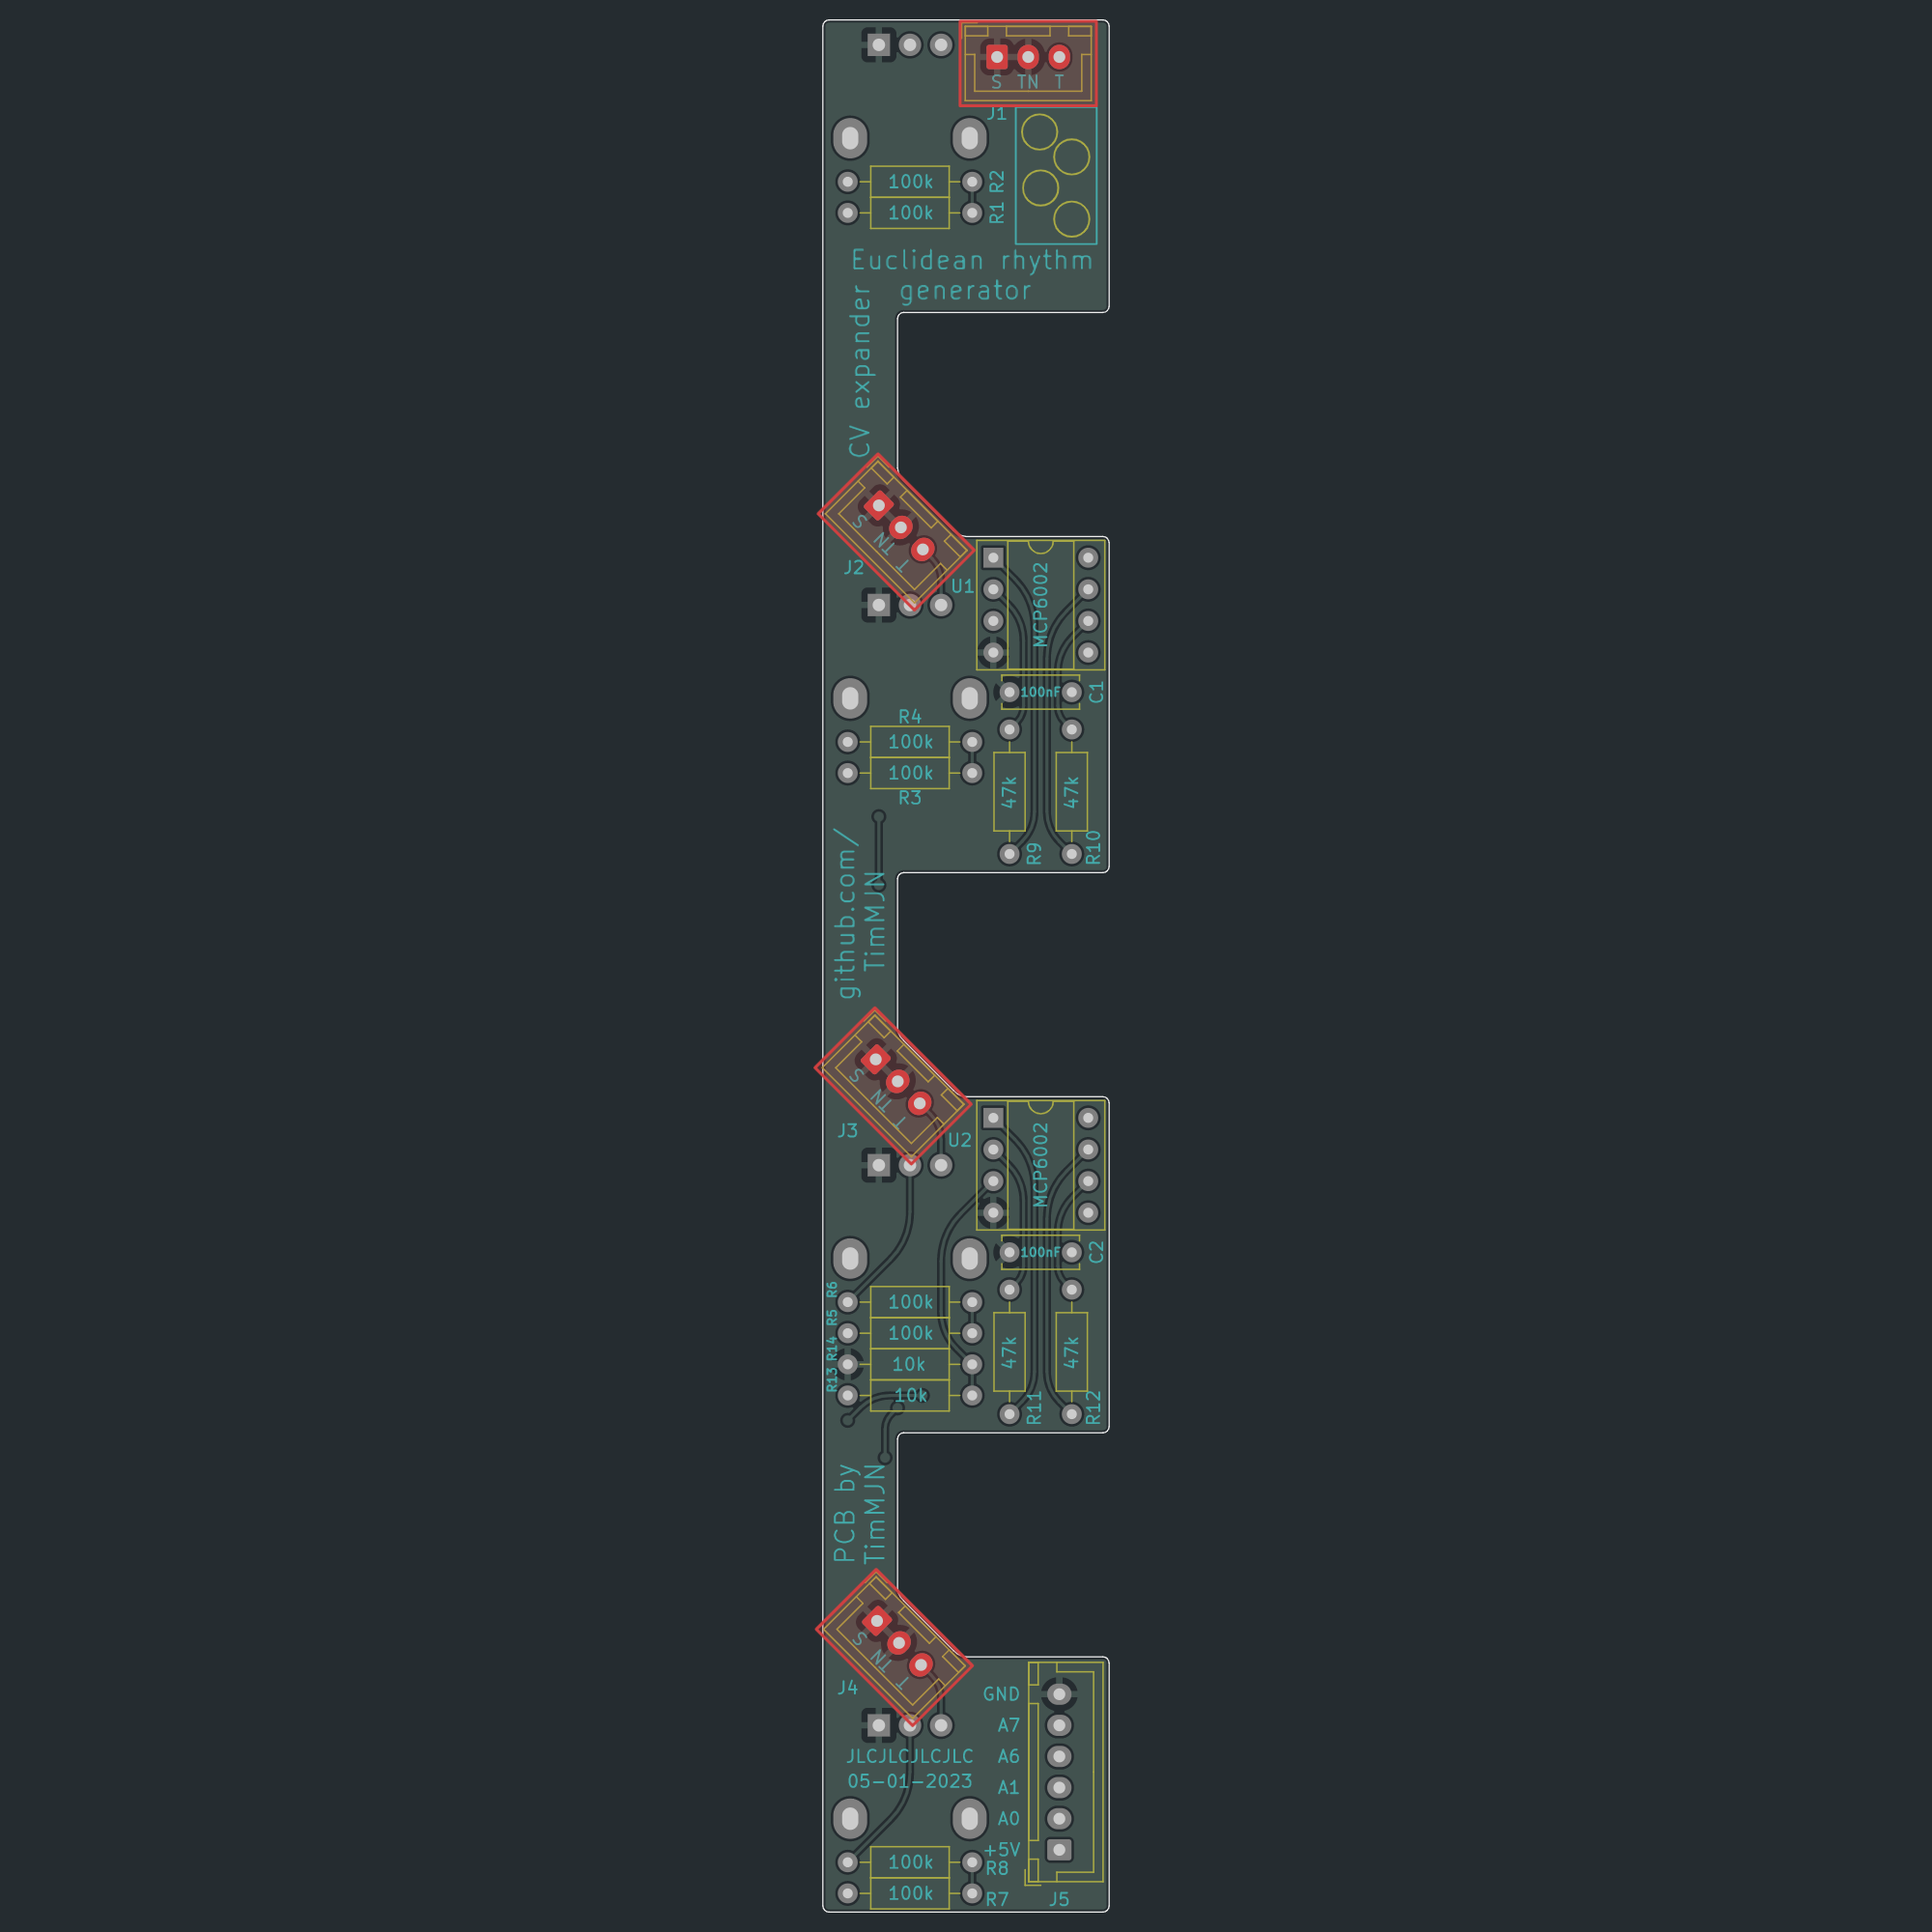 S TN T
J1
100k R2
100k R1
Euclidean rhythm
generator
CV expander
S TN T
J2
U1
MCP6002
100nF C1
R4
100k
100k
R3
47k
47k
R9
R10
github.com/
TimMJN
S TN T
J3
U2
MCP6002
100nF C2
R6 100k
R5 100k
R14 10k
R13 10k
47k
47k
R11
R12
PCB by
TimMJN
S TN T
J4
GND
A7
A6
A1
A0
+5V
JLCJLCJLCJLC
05-01-2023
100k R8
100k R7
J5